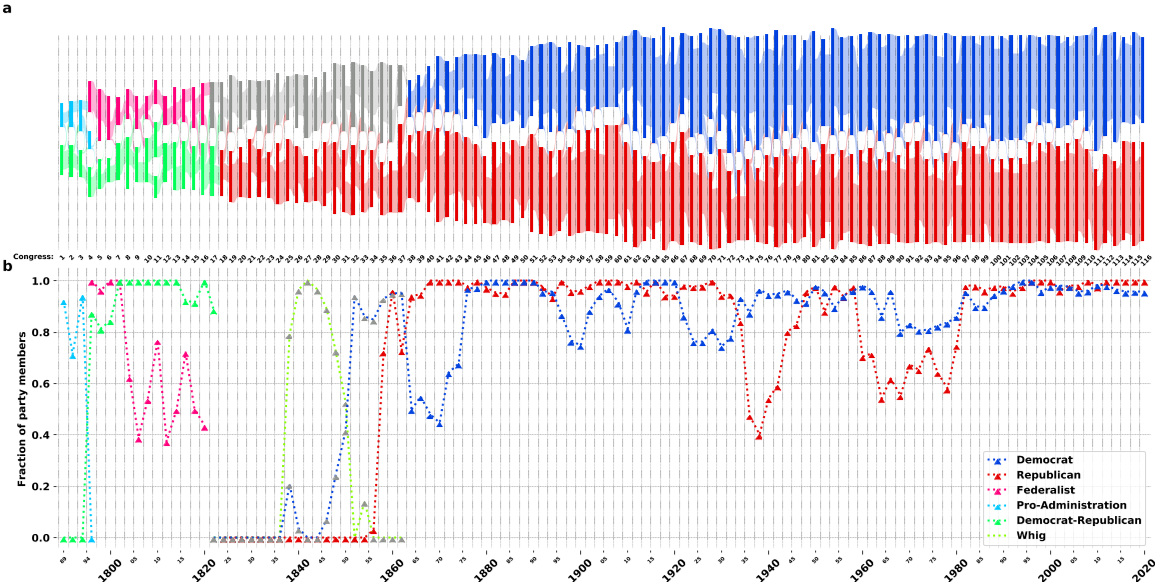 a
Congress: 1 2 3 4 5 6 7 8 9 10 11 12 13 14 15 16 17 18 19 20 21 22 23 24 25 26 27 28 29 30 31 32 33 34 35 36 37 38 39 40 41 42 43 44 45 46 47 48 49 50 51 52 53 54 55 56 57 58 59 60 61 62 63 64 65 66 67 68 69 70 71 72 73 74 75 76 77 78 79 80 81 82 83 84 85 86 87 88 89 90 91 92 93 94 95 96 97 98 99 100 101 102 103 104 105 106 107 108 109 110 111 112 113 114 115 116
b
1.0
0.8
0.6
0.4
0.2
0.0
Fraction of party members
Democrat
Republican
Federalist
Pro-Administration
Democrat-Republican
Whig
89 94 1800 05 10 15 1820 25 30 35 1840 45 50 55 1860 65 70 75 1880 85 90 95 1900 05 10 15 1920 25 30 35 1940 45 50 55 1960 65 70 75 1980 85 90 95 2000 05 10 15 2020